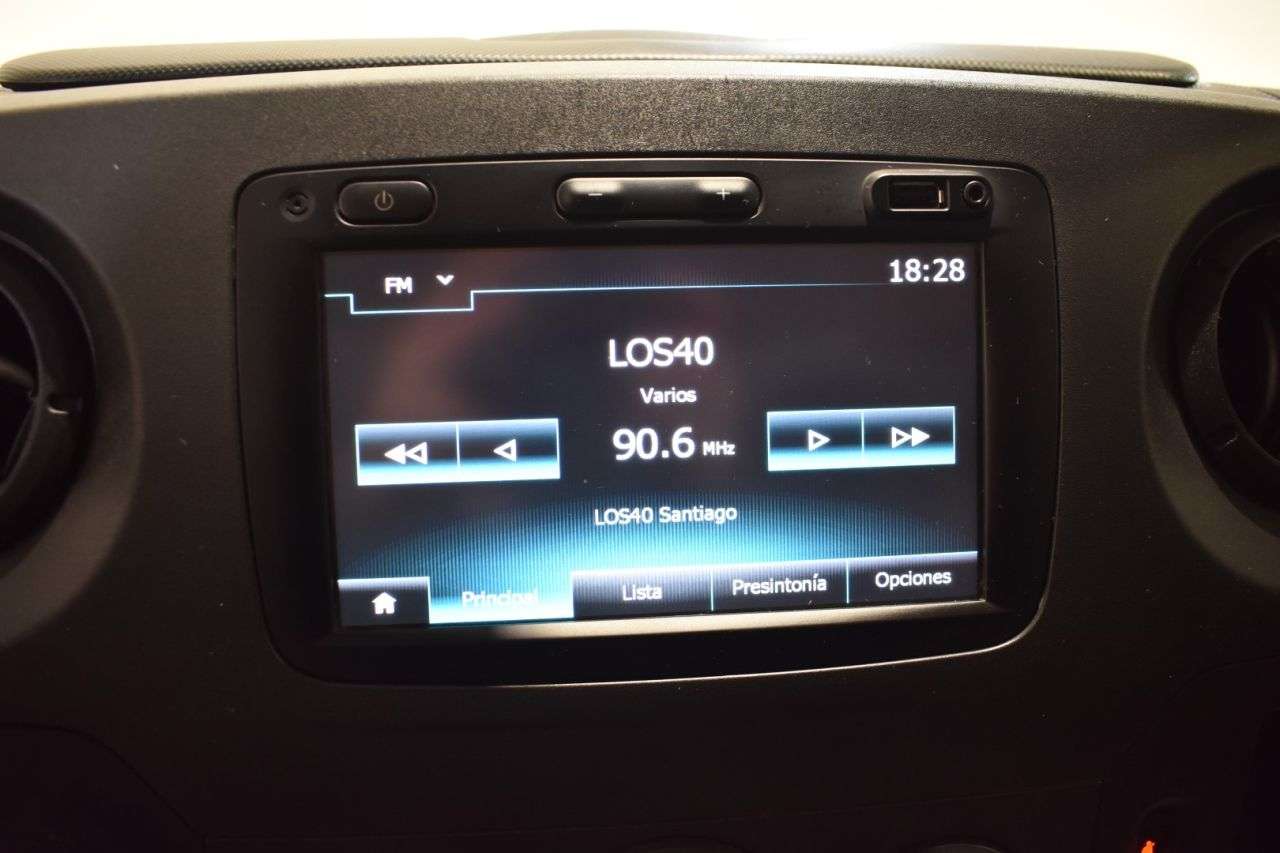 FM
18:28
LOS40
Varios
90.6 MHz
LOS40 Santiago
Principal Lista Presintonía Opciones